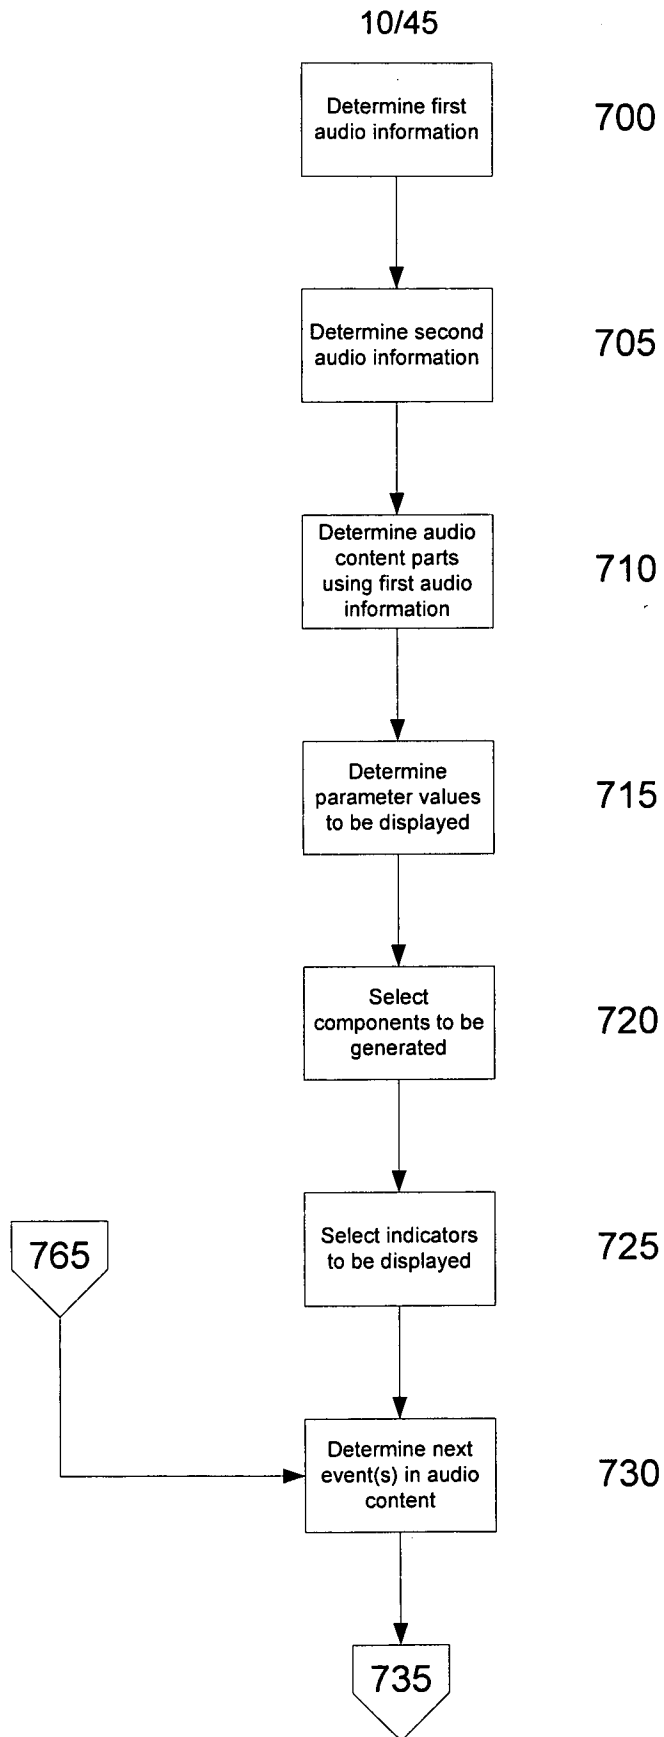 10/45
Determine first
audio information
700
Determine second
audio information
705
Determine audio
content parts
using first audio
information
710
Determine
parameter values
to be displayed
715
Select
components to be
generated
720
Select indicators
to be displayed
725
765
Determine next
event(s) in audio
content
730
735